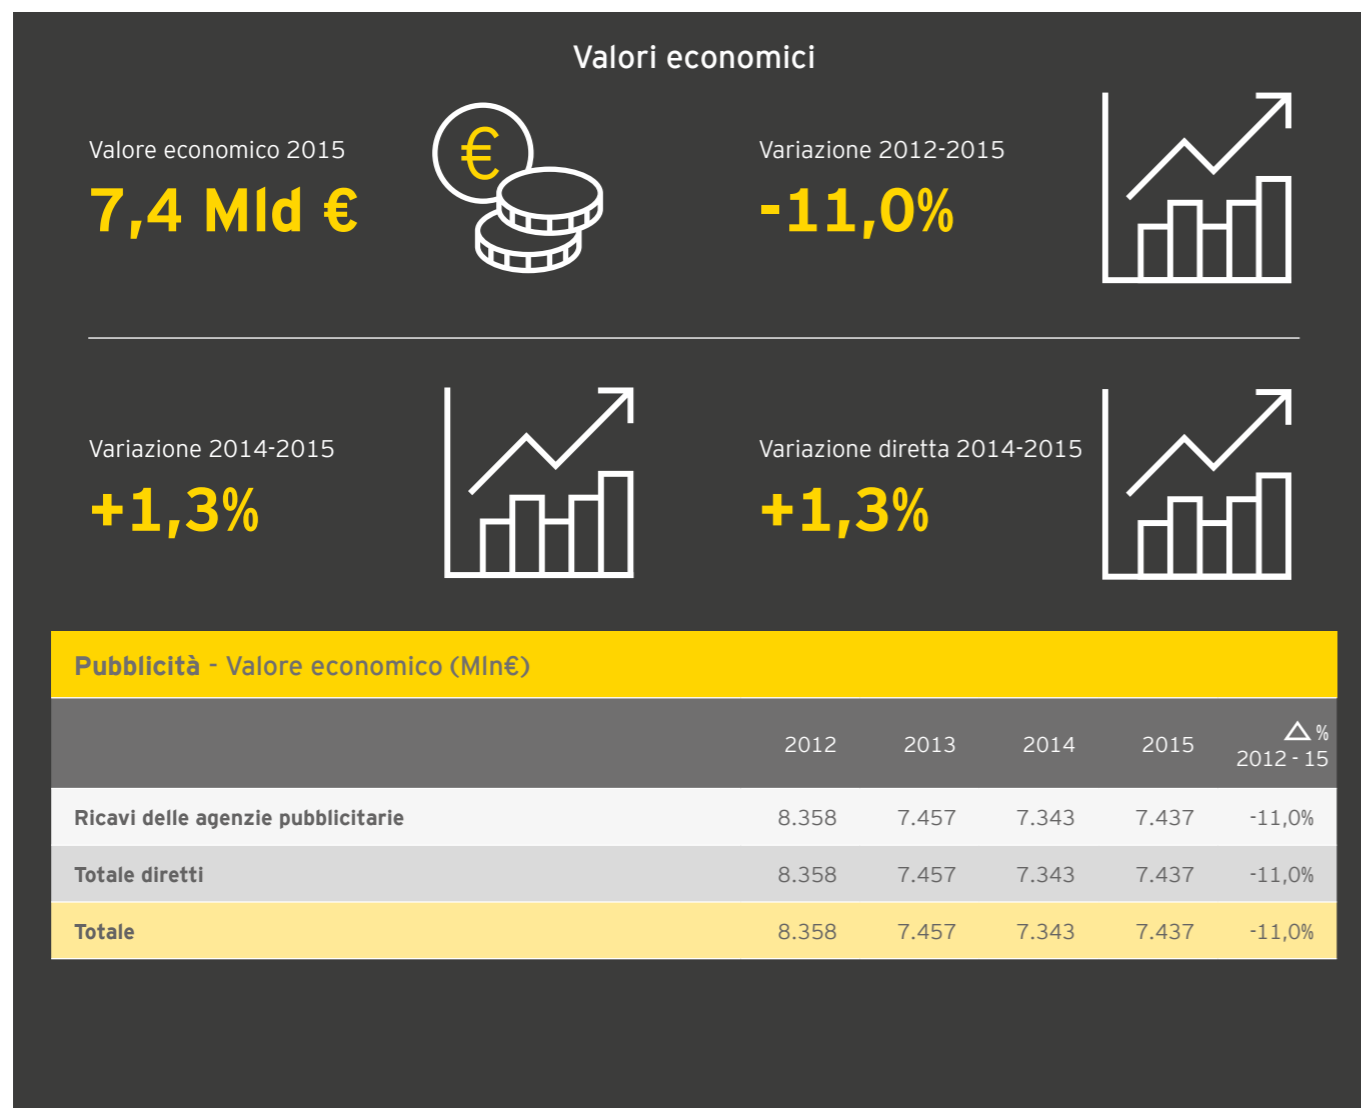 Valori economici
Valore economico 2015
7,4 Mld €
€
Variazione 2012-2015
-11,0%
Variazione 2014-2015
+1,3%
Variazione diretta 2014-2015
+1,3%
Pubblicità - Valore economico (Mln€)
2012 2013 2014 2015 △ % 2012 - 15
Ricavi delle agenzie pubblicitarie 8.358 7.457 7.343 7.437 -11,0%
Totale diretti 8.358 7.457 7.343 7.437 -11,0%
Totale 8.358 7.457 7.343 7.437 -11,0%